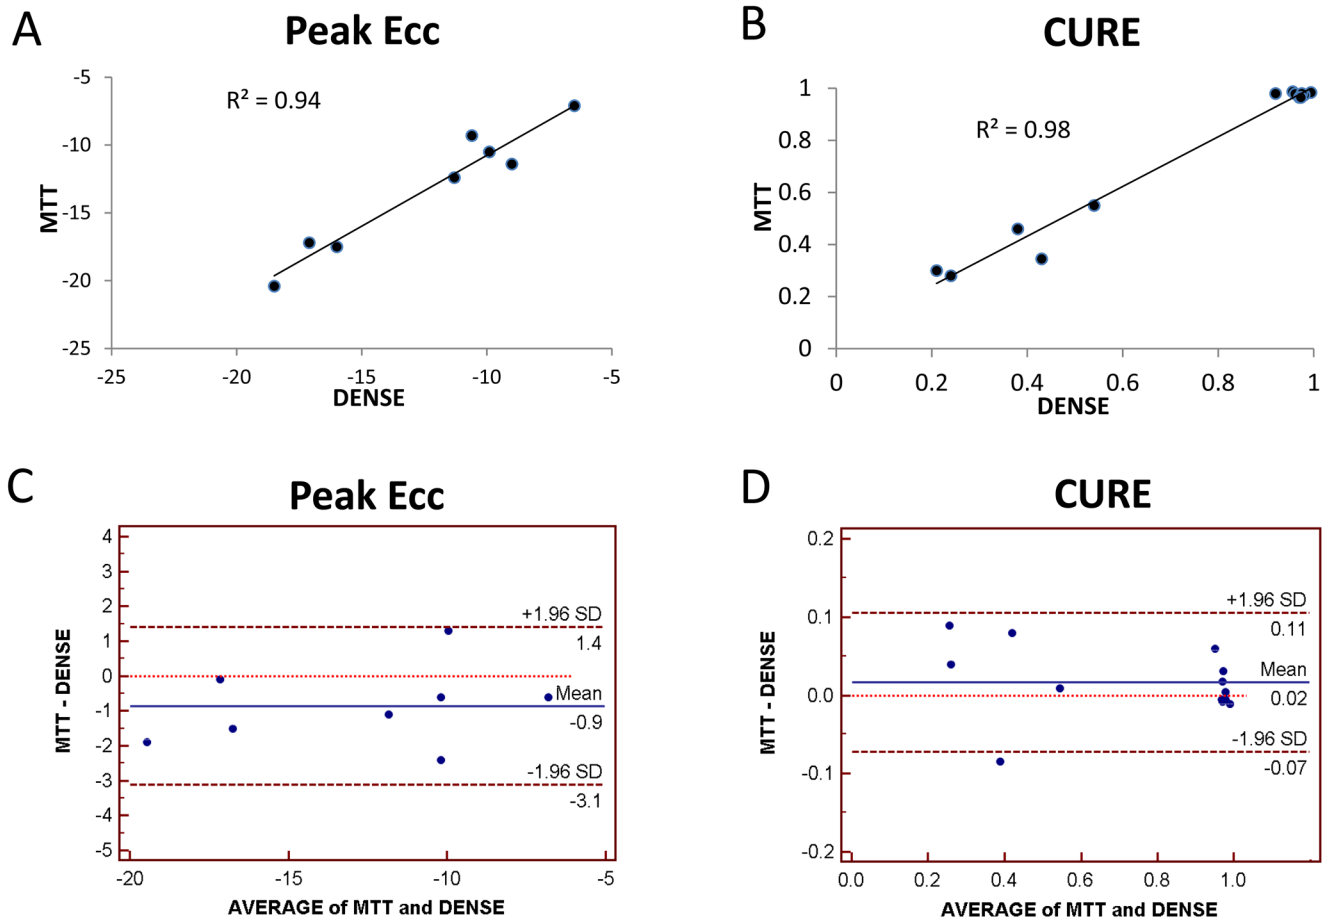 A
Peak Ecc
R² = 0.94
MTT
-5
-10
-15
-20
-25
-25
-20
-15
-10
-5
DENSE
B
CURE
R² = 0.98
MTT
1
0.8
0.6
0.4
0.2
0
0
0.2
0.4
0.6
0.8
1
DENSE
C
Peak Ecc
MTT - DENSE
4
3
2
1
0
-1
-2
-3
-4
-5
+1.96 SD
1.4
Mean
-0.9
-1.96 SD
-3.1
-20
-15
-10
-5
AVERAGE of MTT and DENSE
D
CURE
MTT - DENSE
0.2
0.1
0.0
-0.1
-0.2
+1.96 SD
0.11
Mean
0.02
-1.96 SD
-0.07
0.0
0.2
0.4
0.6
0.8
1.0
AVERAGE of MTT and DENSE